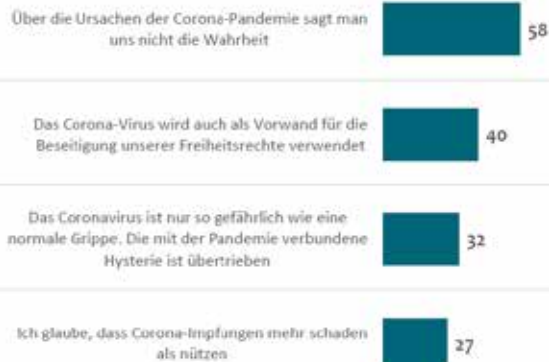 Über die Ursachen der Corona-Pandemie sagt man
uns nicht die Wahrheit
58
Das Corona-Virus wird auch als Vorwand für die
Beseitigung unserer Freiheitsrechte verwendet
40
Das Coronavirus ist nur so gefährlich wie eine
normale Grippe. Die mit der Pandemie verbundene
Hysterie ist übertrieben
32
Ich glaube, dass Corona-Impfungen mehr schaden
als nützen
27